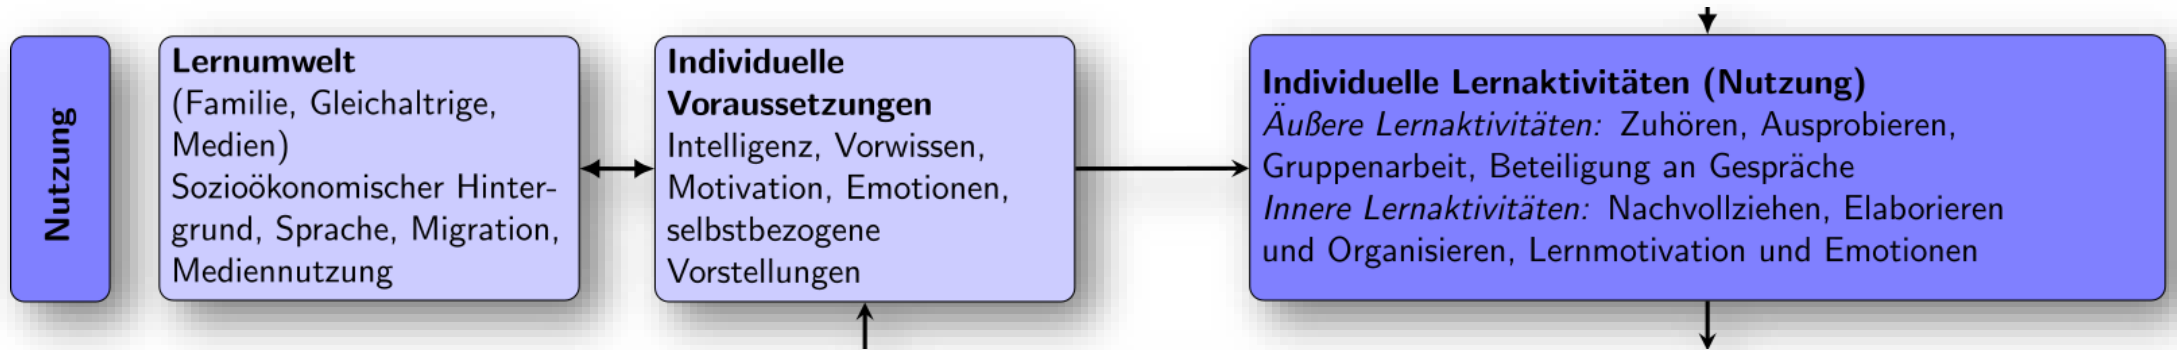 Nutzung
Lernumwelt
(Familie, Gleichaltrige,
Medien)
Sozioökonomischer Hinter-
grund, Sprache, Migration,
Mediennutzung
Individuelle
Voraussetzungen
Intelligenz, Vorwissen,
Motivation, Emotionen,
selbstbezogene
Vorstellungen
Individuelle Lernaktivitäten (Nutzung)
Äußere Lernaktivitäten: Zuhören, Ausprobieren,
Gruppenarbeit, Beteiligung an Gespräche
Innere Lernaktivitäten: Nachvollziehen, Elaborieren
und Organisieren, Lernmotivation und Emotionen